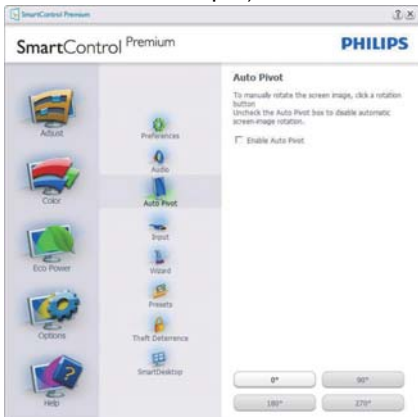 SmartControl Premium
SmartControl Premium
PHILIPS
Adjust
Color
Eco Power
Options
Help
Preferences
Audio
Auto Pivot
Input
Wizard
Presets
Theft Deterrence
SmartDesktop
Auto Pivot
To manually rotate the screen image, click a rotation
button
Uncheck the Auto Pivot box to disable automatic
screen-image rotation.
Enable Auto Pivot
0°
90°
180°
270°